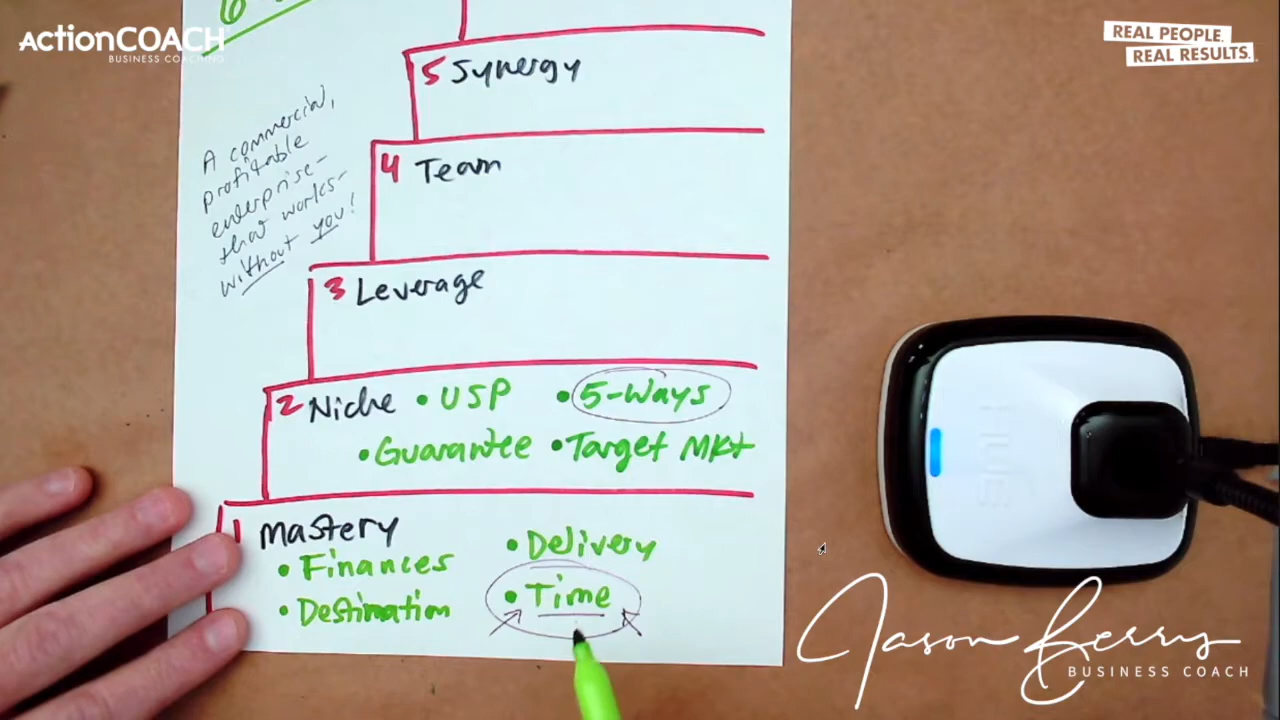 6
actionCOACH
BUSINESS COACHING
REAL PEOPLE.
REAL RESULTS.
5 Synergy
A commercial,
profitable
enterprise-
that works-
without you!
4 Team
3 Leverage
2 Niche • USP • 5-Ways
• Guarantee • Target MKt
1 Mastery
• Finances
• Destination
• Delivery
• Time
HUE
Jason Berry
BUSINESS COACH